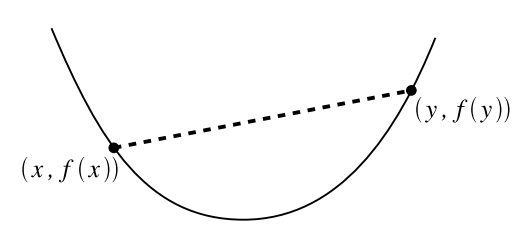 (y, f(y))
(x, f(x))